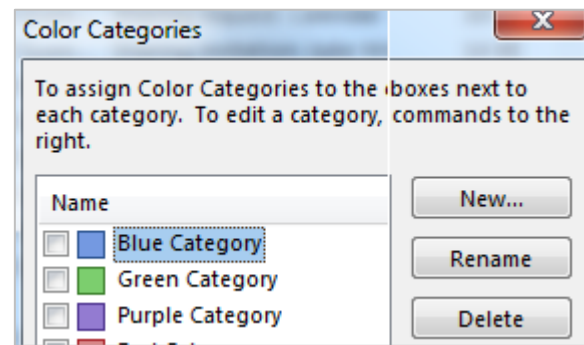 Color Categories
To assign Color Categories to the boxes next to
each category. To edit a category, commands to the
right.
Name
New...
Blue Category
Rename
Green Category
Purple Category
Delete